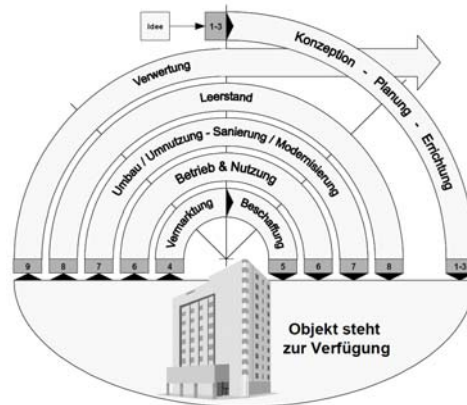 Idee
1-3
Konzeption - Planung - Errichtung
Verwertung
Leerstand
Umbau / Umnutzung - Sanierung / Modernisierung
Betrieb & Nutzung
Vermarktung
Beschaffung
9
8
7
6
4
5
6
7
8
1-3
Objekt steht
zur Verfügung